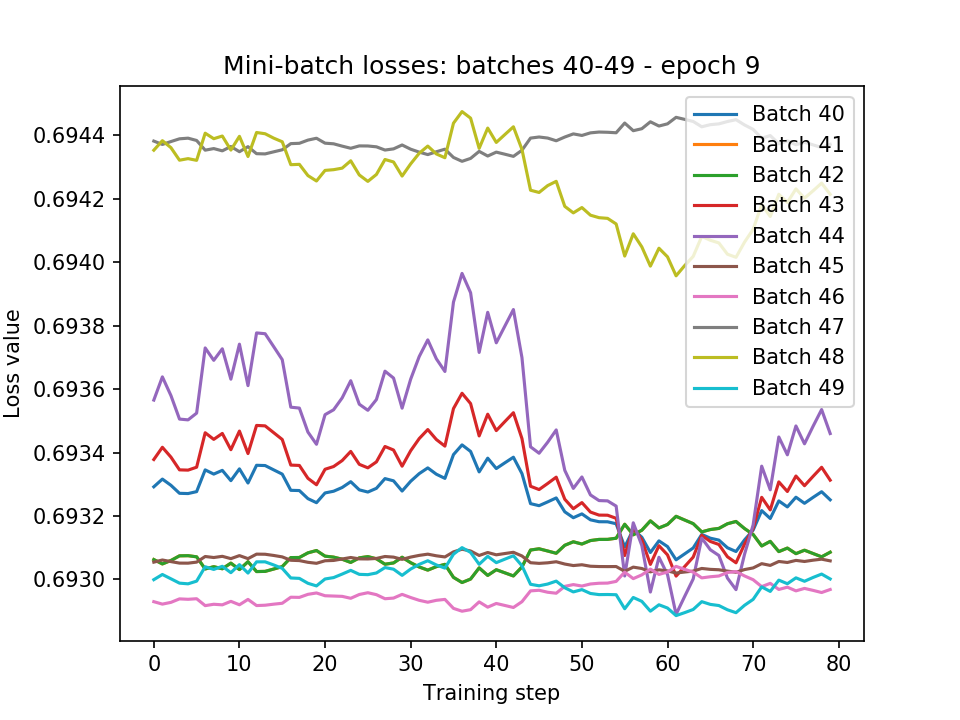 Mini-batch losses: batches 40-49 - epoch 9
Loss value
0.6944
0.6942
0.6940
0.6938
0.6936
0.6934
0.6932
0.6930
Batch 40
Batch 41
Batch 42
Batch 43
Batch 44
Batch 45
Batch 46
Batch 47
Batch 48
Batch 49
0 10 20 30 40 50 60 70 80
Training step